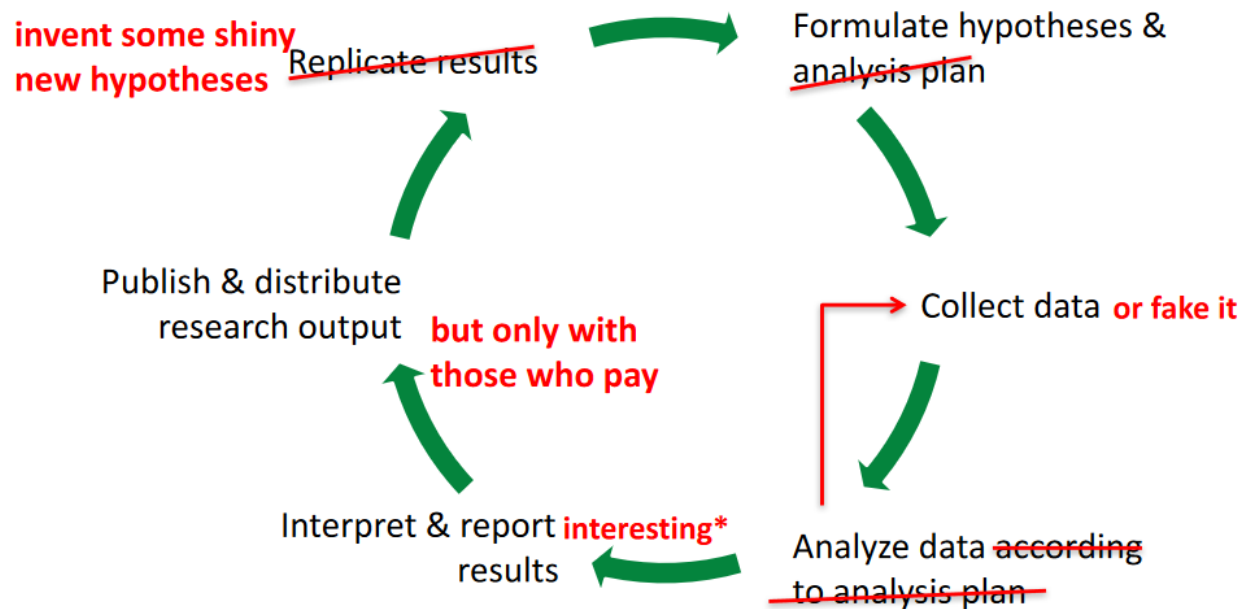 invent some shiny
new hypotheses
Replicate results
Formulate hypotheses &
analysis plan
Publish & distribute
research output
but only with
those who pay
Collect data or fake it
Interpret & report interesting*
results
Analyze data according
to analysis plan